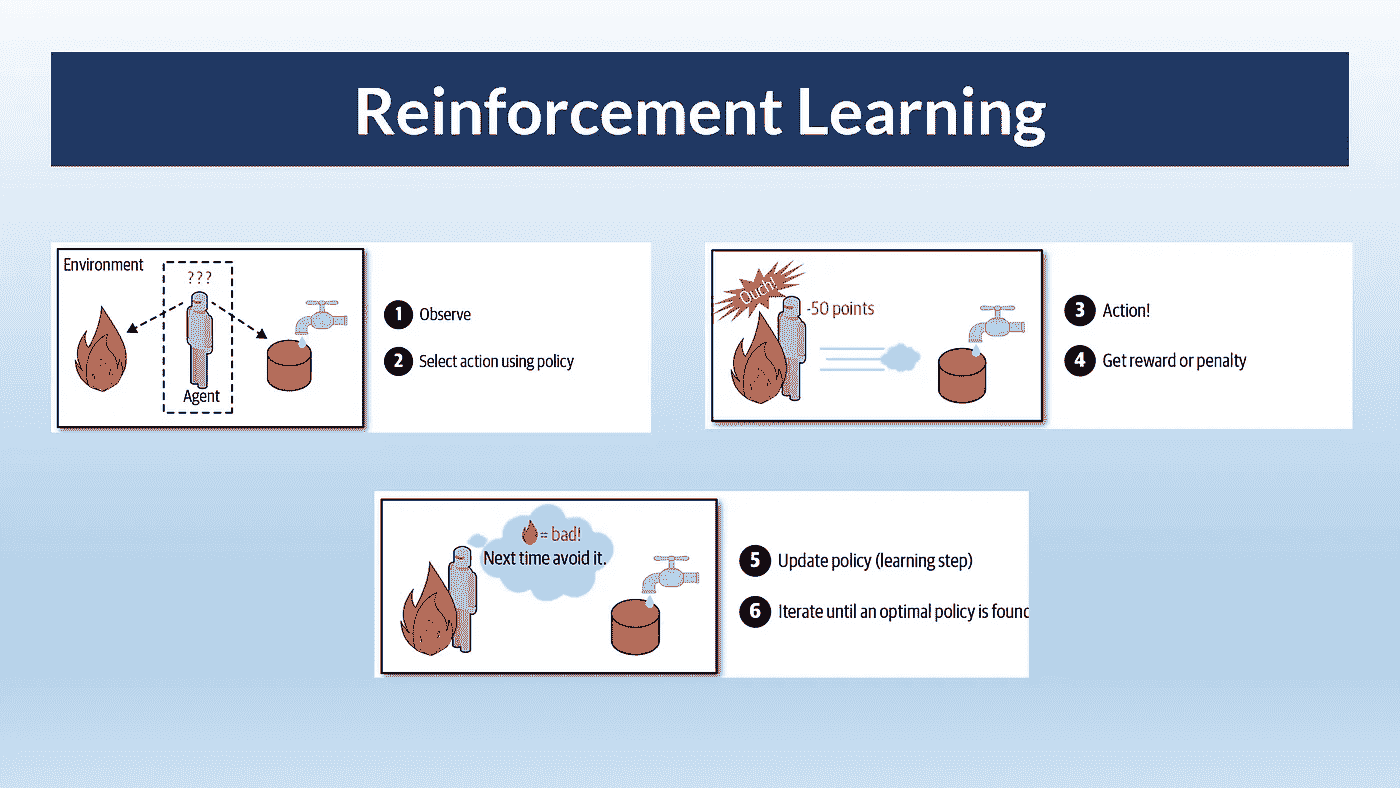 Reinforcement Learning
Environment
???
Agent
1 Observe
2 Select action using policy
Ouch!
-50 points
3 Action!
4 Get reward or penalty
= bad!
Next time avoid it.
5 Update policy (learning step)
6 Iterate until an optimal policy is found